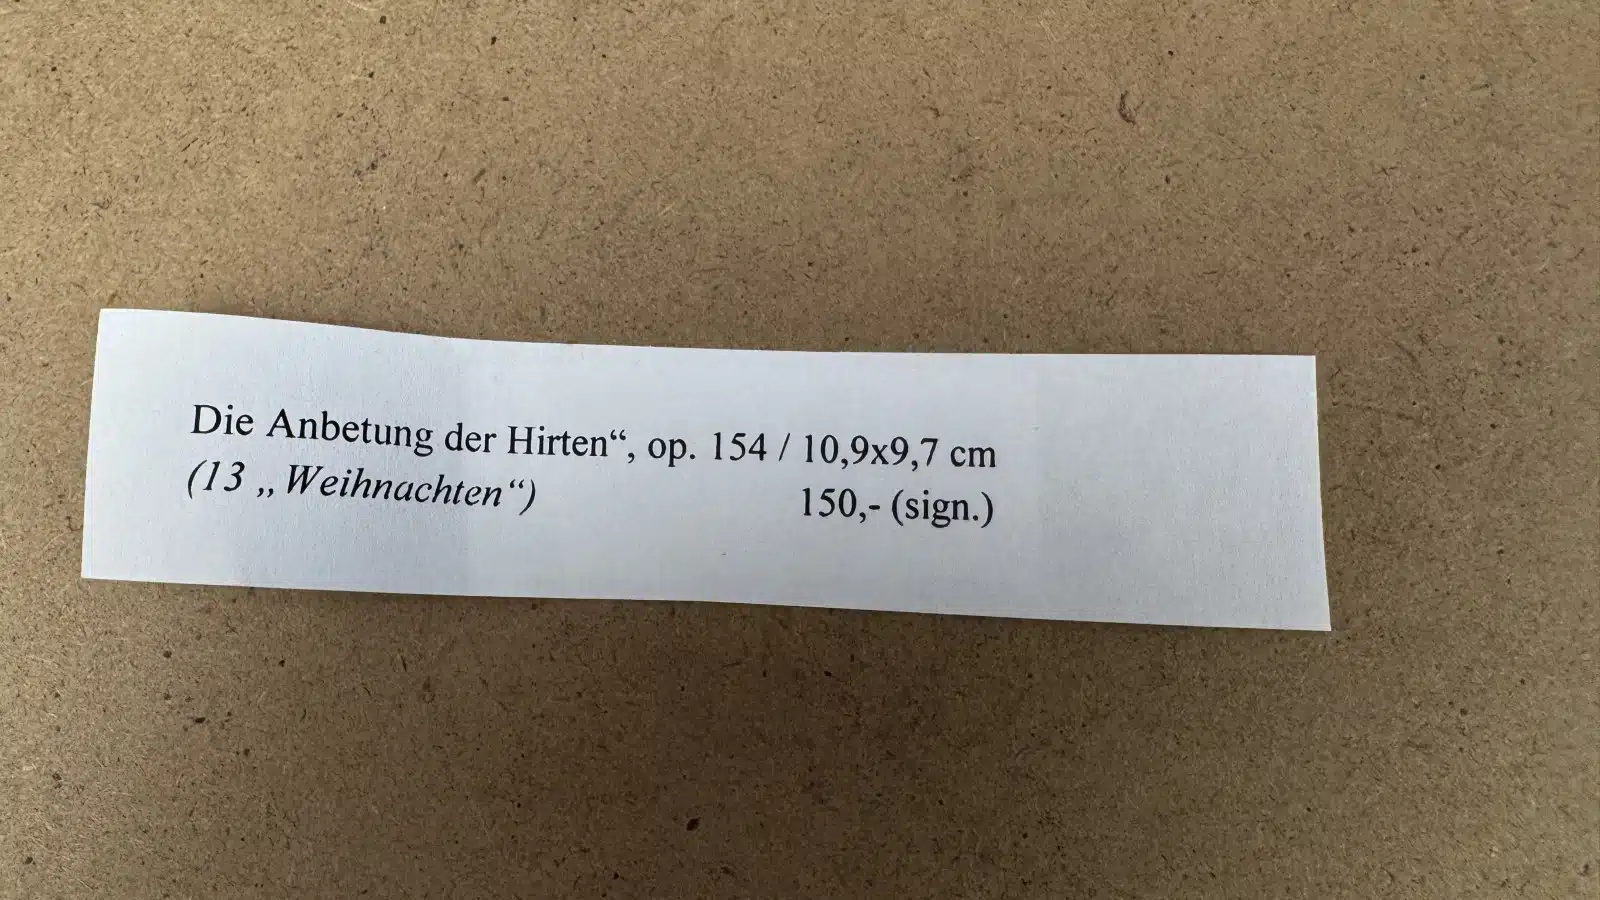 Die Anbetung der Hirten“, op. 154 / 10,9x9,7 cm
(13 „Weihnachten“) 150,- (sign.)